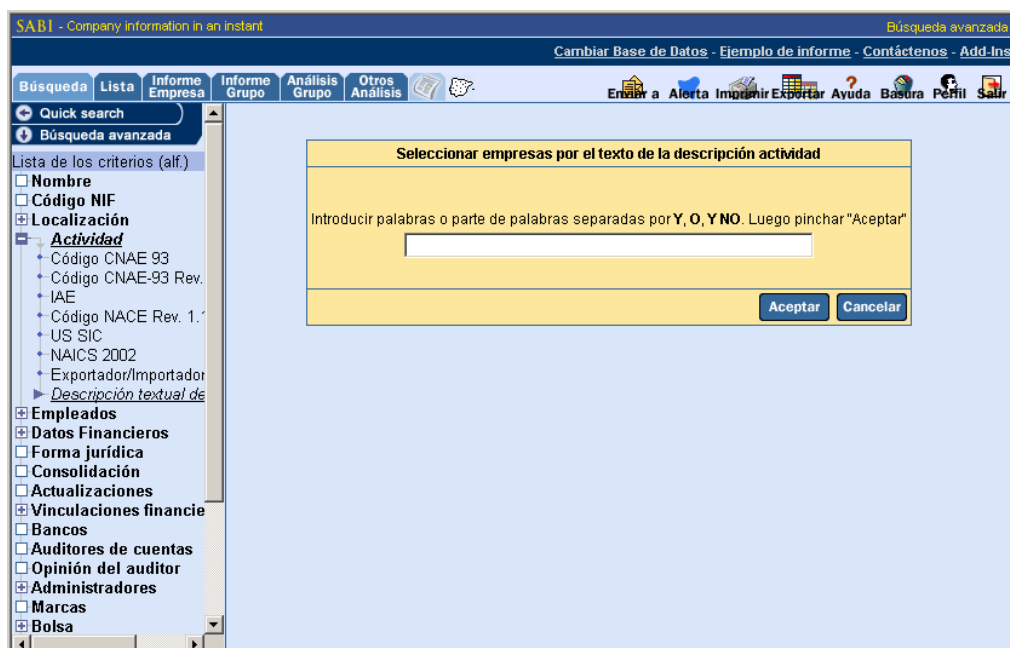 SABI - Company information in an instant
Búsqueda avanzada
Cambiar Base de Datos - Ejemplo de informe - Contáctenos - Add-Ins
Búsqueda
Lista
Informe Empresa
Informe Grupo
Análisis Grupo
Otros Análisis
Enviar a Alerta Imprimir Exportar Ayuda Basura Perfil Salir
Quick search
Búsqueda avanzada
Lista de los criterios (alf.)
Nombre
Código NIF
Localización
Actividad
Código CNAE 93
Código CNAE-93 Rev.
IAE
Código NACE Rev. 1.1
US SIC
NAICS 2002
Exportador/Importador
Descripción textual de
Empleados
Datos Financieros
Forma jurídica
Consolidación
Actualizaciones
Vinculaciones financie
Bancos
Auditores de cuentas
Opinión del auditor
Administradores
Marcas
Bolsa
Seleccionar empresas por el texto de la descripción actividad
Introducir palabras o parte de palabras separadas por Y, O, Y NO. Luego pinchar "Aceptar"
Aceptar
Cancelar